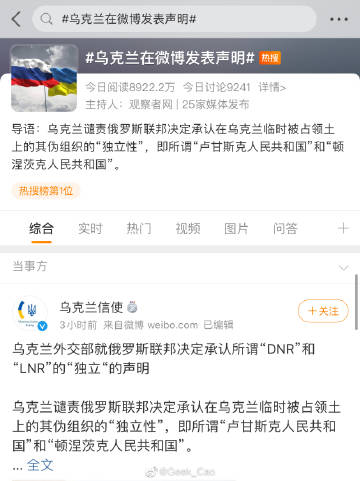 #乌克兰在微博发表声明#
#乌克兰在微博发表声明# 热搜
今日阅读8922.2万 今日讨论9241 详情>
主持人：观察者网 | 25家媒体发布
导语：乌克兰谴责俄罗斯联邦决定承认在乌克兰临时被占领土
上的其伪组织的“独立性”，即所谓“卢甘斯克人民共和国”和“顿
涅茨克人民共和国”。
热搜榜第1位
综合 实时 热门 视频 图片 问答
当事方
乌克兰信使
+关注
3小时前 来自微博 weibo.com 已编辑
乌克兰外交部就俄罗斯联邦决定承认所谓“DNR”和
“LNR”的“独立“的声明
乌克兰谴责俄罗斯联邦决定承认在乌克兰临时被占领土
上的其伪组织的“独立性”，即所谓“卢甘斯克人民共和
国”和“顿涅茨克人民共和国”。
... 全文
@Geek_Cao